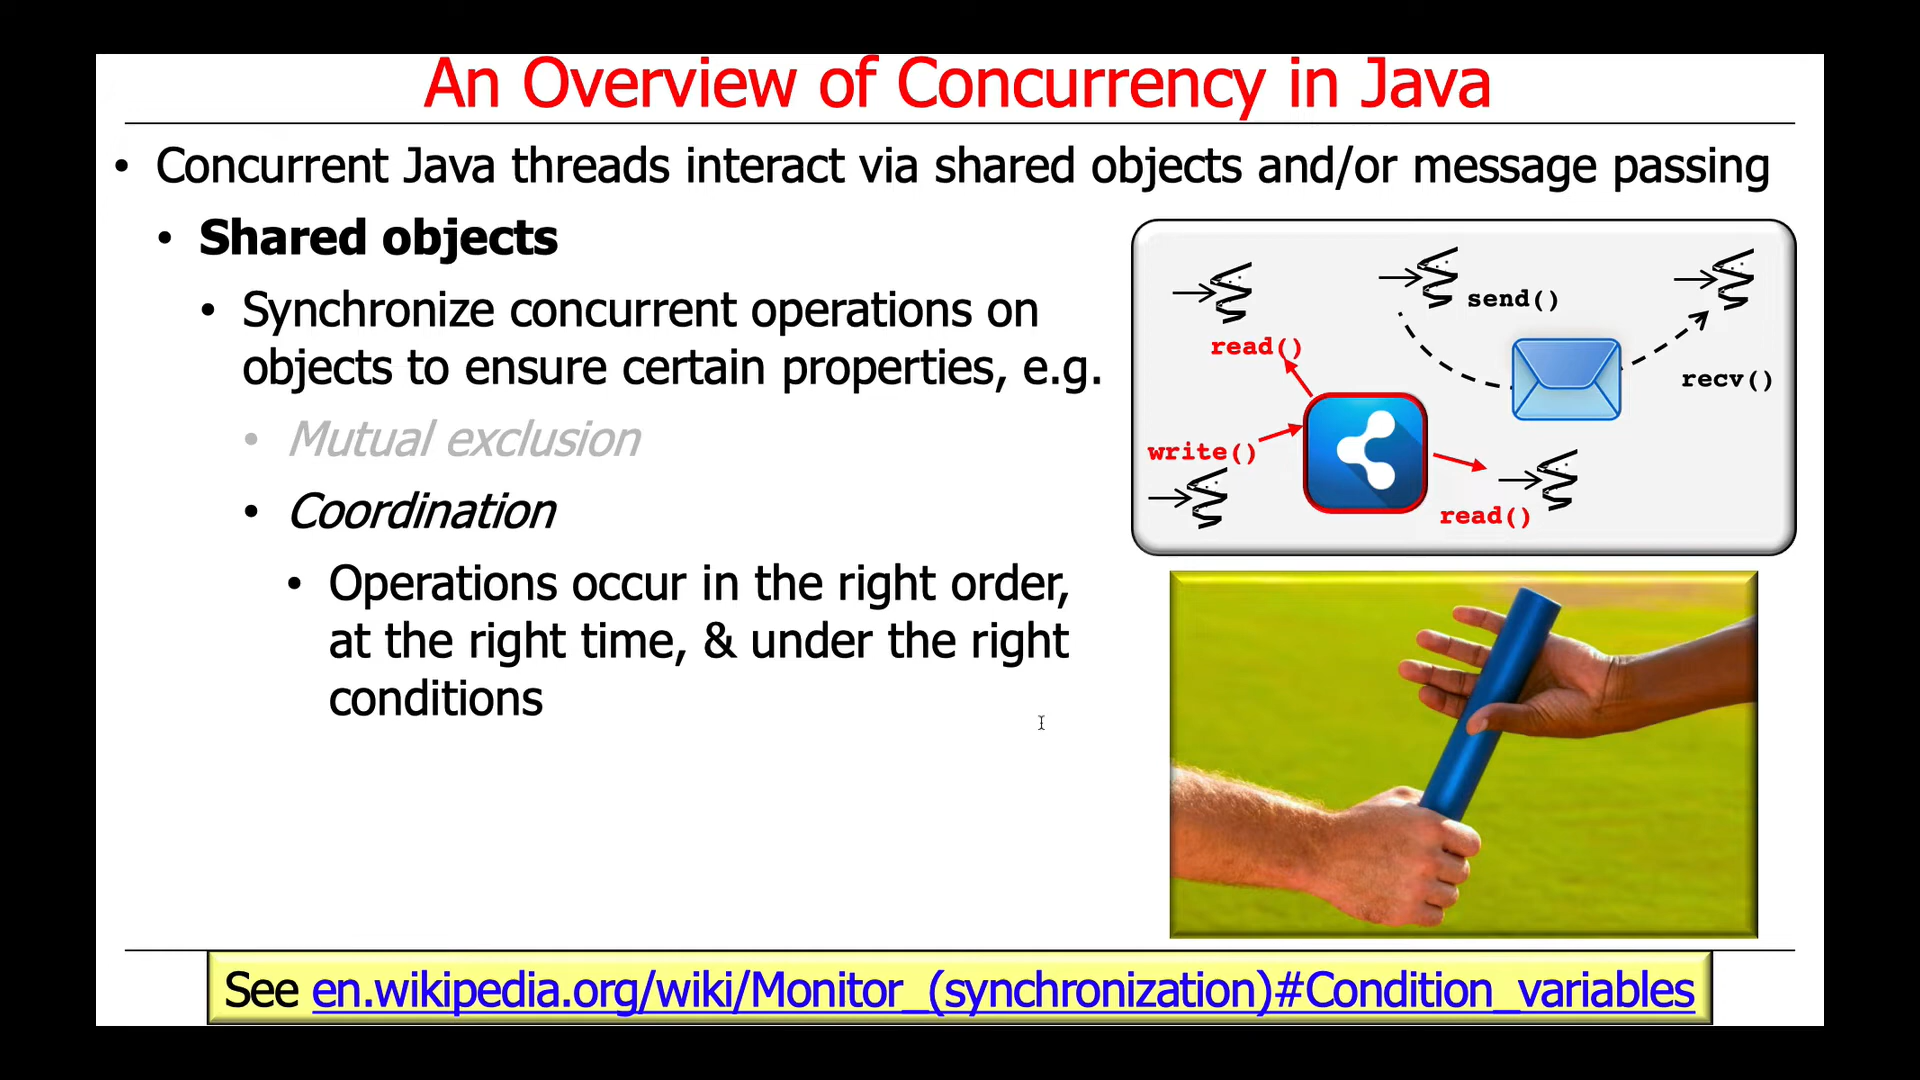 An Overview of Concurrency in Java
• Concurrent Java threads interact via shared objects and/or message passing
• Shared objects
• Synchronize concurrent operations on
objects to ensure certain properties, e.g.
• Mutual exclusion
• Coordination
• Operations occur in the right order,
at the right time, & under the right
conditions
send()
read()
recv()
write()
read()
See en.wikipedia.org/wiki/Monitor_(synchronization)#Condition_variables